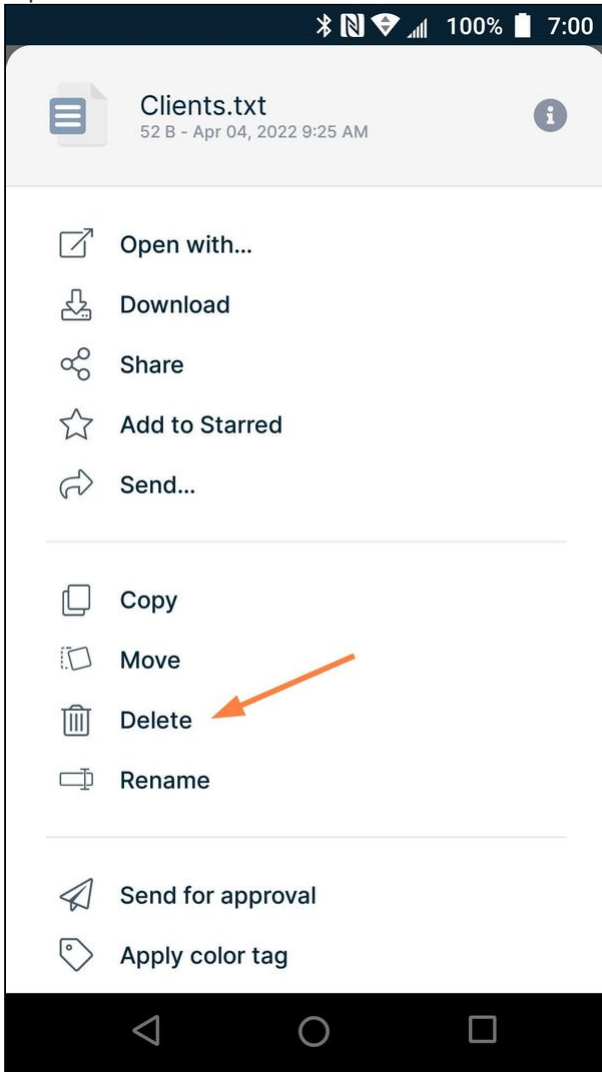 100% 7:00
Clients.txt
52 B - Apr 04, 2022 9:25 AM
Open with...
Download
Share
Add to Starred
Send...
Copy
Move
Delete
Rename
Send for approval
Apply color tag